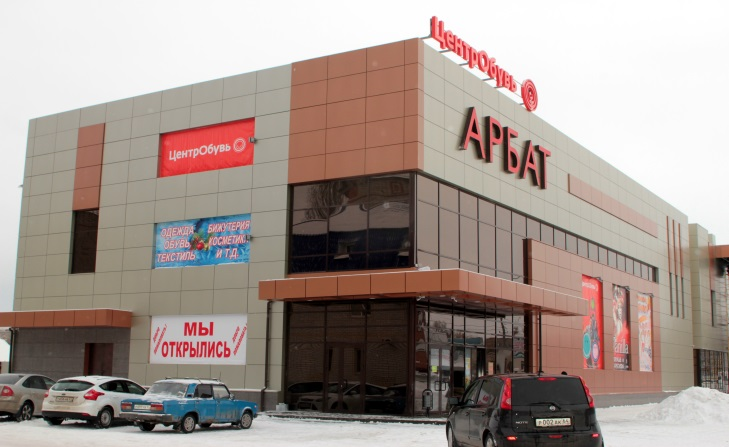 ЦентрОбувь
АРБАТ
ЦентрОбувь
ОДЕЖДА
ОБУВЬ
ТЕКСТИЛЬ
БИЖУТЕРИЯ
КОСМЕТИКА
И Т.Д.
МЫ
ОТКРЫЛИСЬ